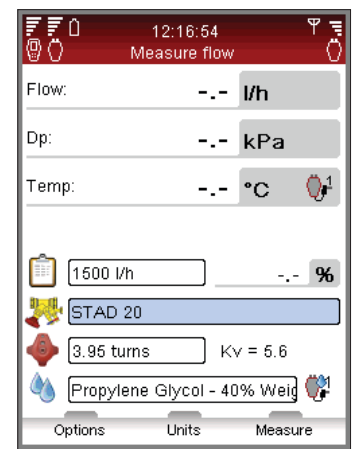 12:16:54
Measure flow
Flow: -.- l/h
Dp: -.- kPa
Temp: -.- °C 1
1500 l/h -.- %
STAD 20
3.95 turns Kv = 5.6
Propylene Glycol - 40% Weig
Options Units Measure